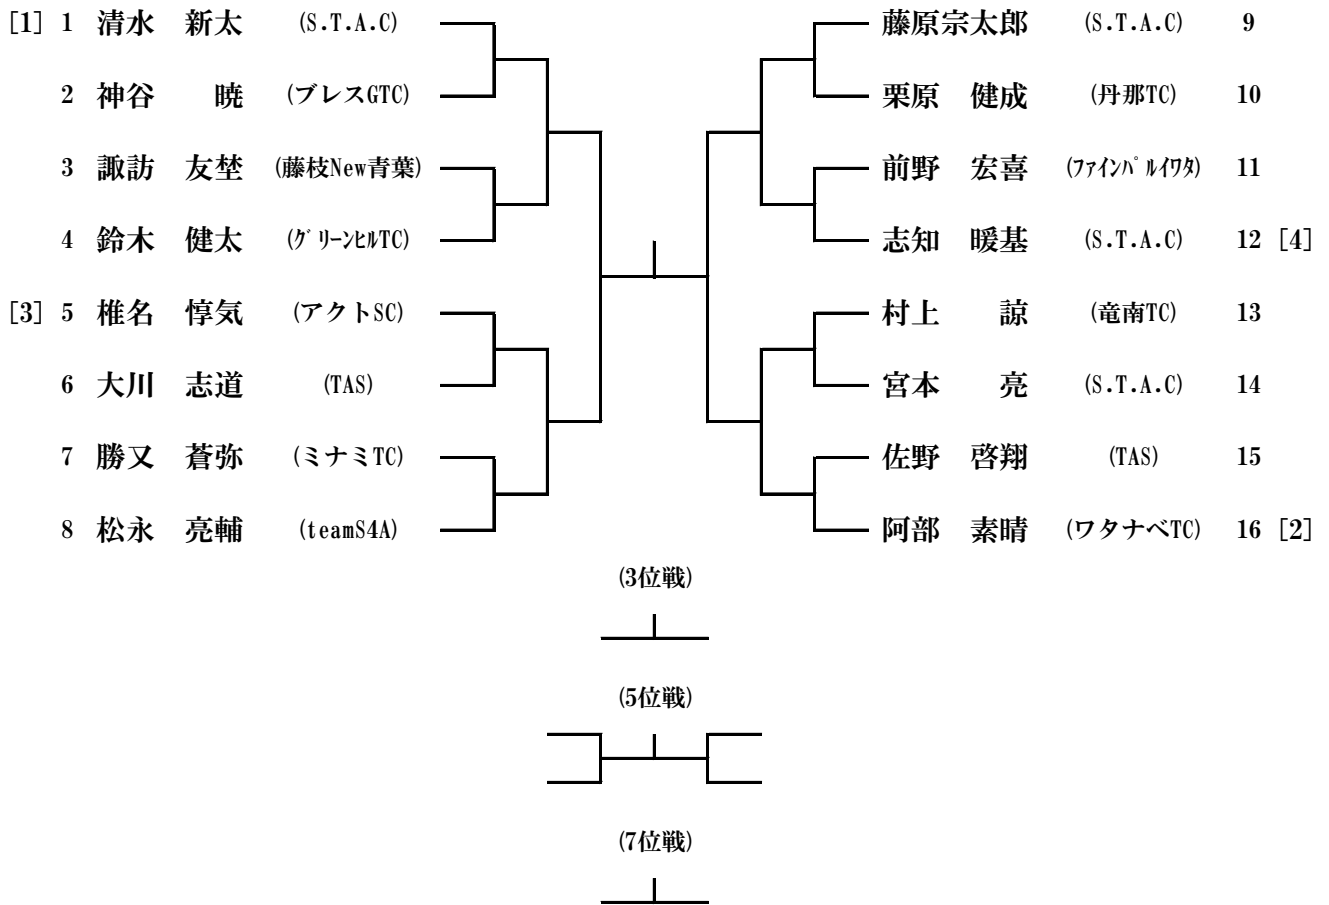 [1] 1 清水 新太 (S.T.A.C)
2 神谷 暁 (ブレスGTC)
3 諏訪 友埜 (藤枝New青葉)
4 鈴木 健太 (グリーンヒルTC)
[3] 5 椎名 惇気 (アクトSC)
6 大川 志道 (TAS)
7 勝又 蒼弥 (ミナミTC)
8 松永 亮輔 (teamS4A)
藤原宗太郎 (S.T.A.C) 9
栗原 健成 (丹那TC) 10
前野 宏喜 (ファインパルイワタ) 11
志知 暖基 (S.T.A.C) 12 [4]
村上 諒 (竜南TC) 13
宮本 亮 (S.T.A.C) 14
佐野 啓翔 (TAS) 15
阿部 素晴 (ワタナベTC) 16 [2]
(3位戦)
(5位戦)
(7位戦)